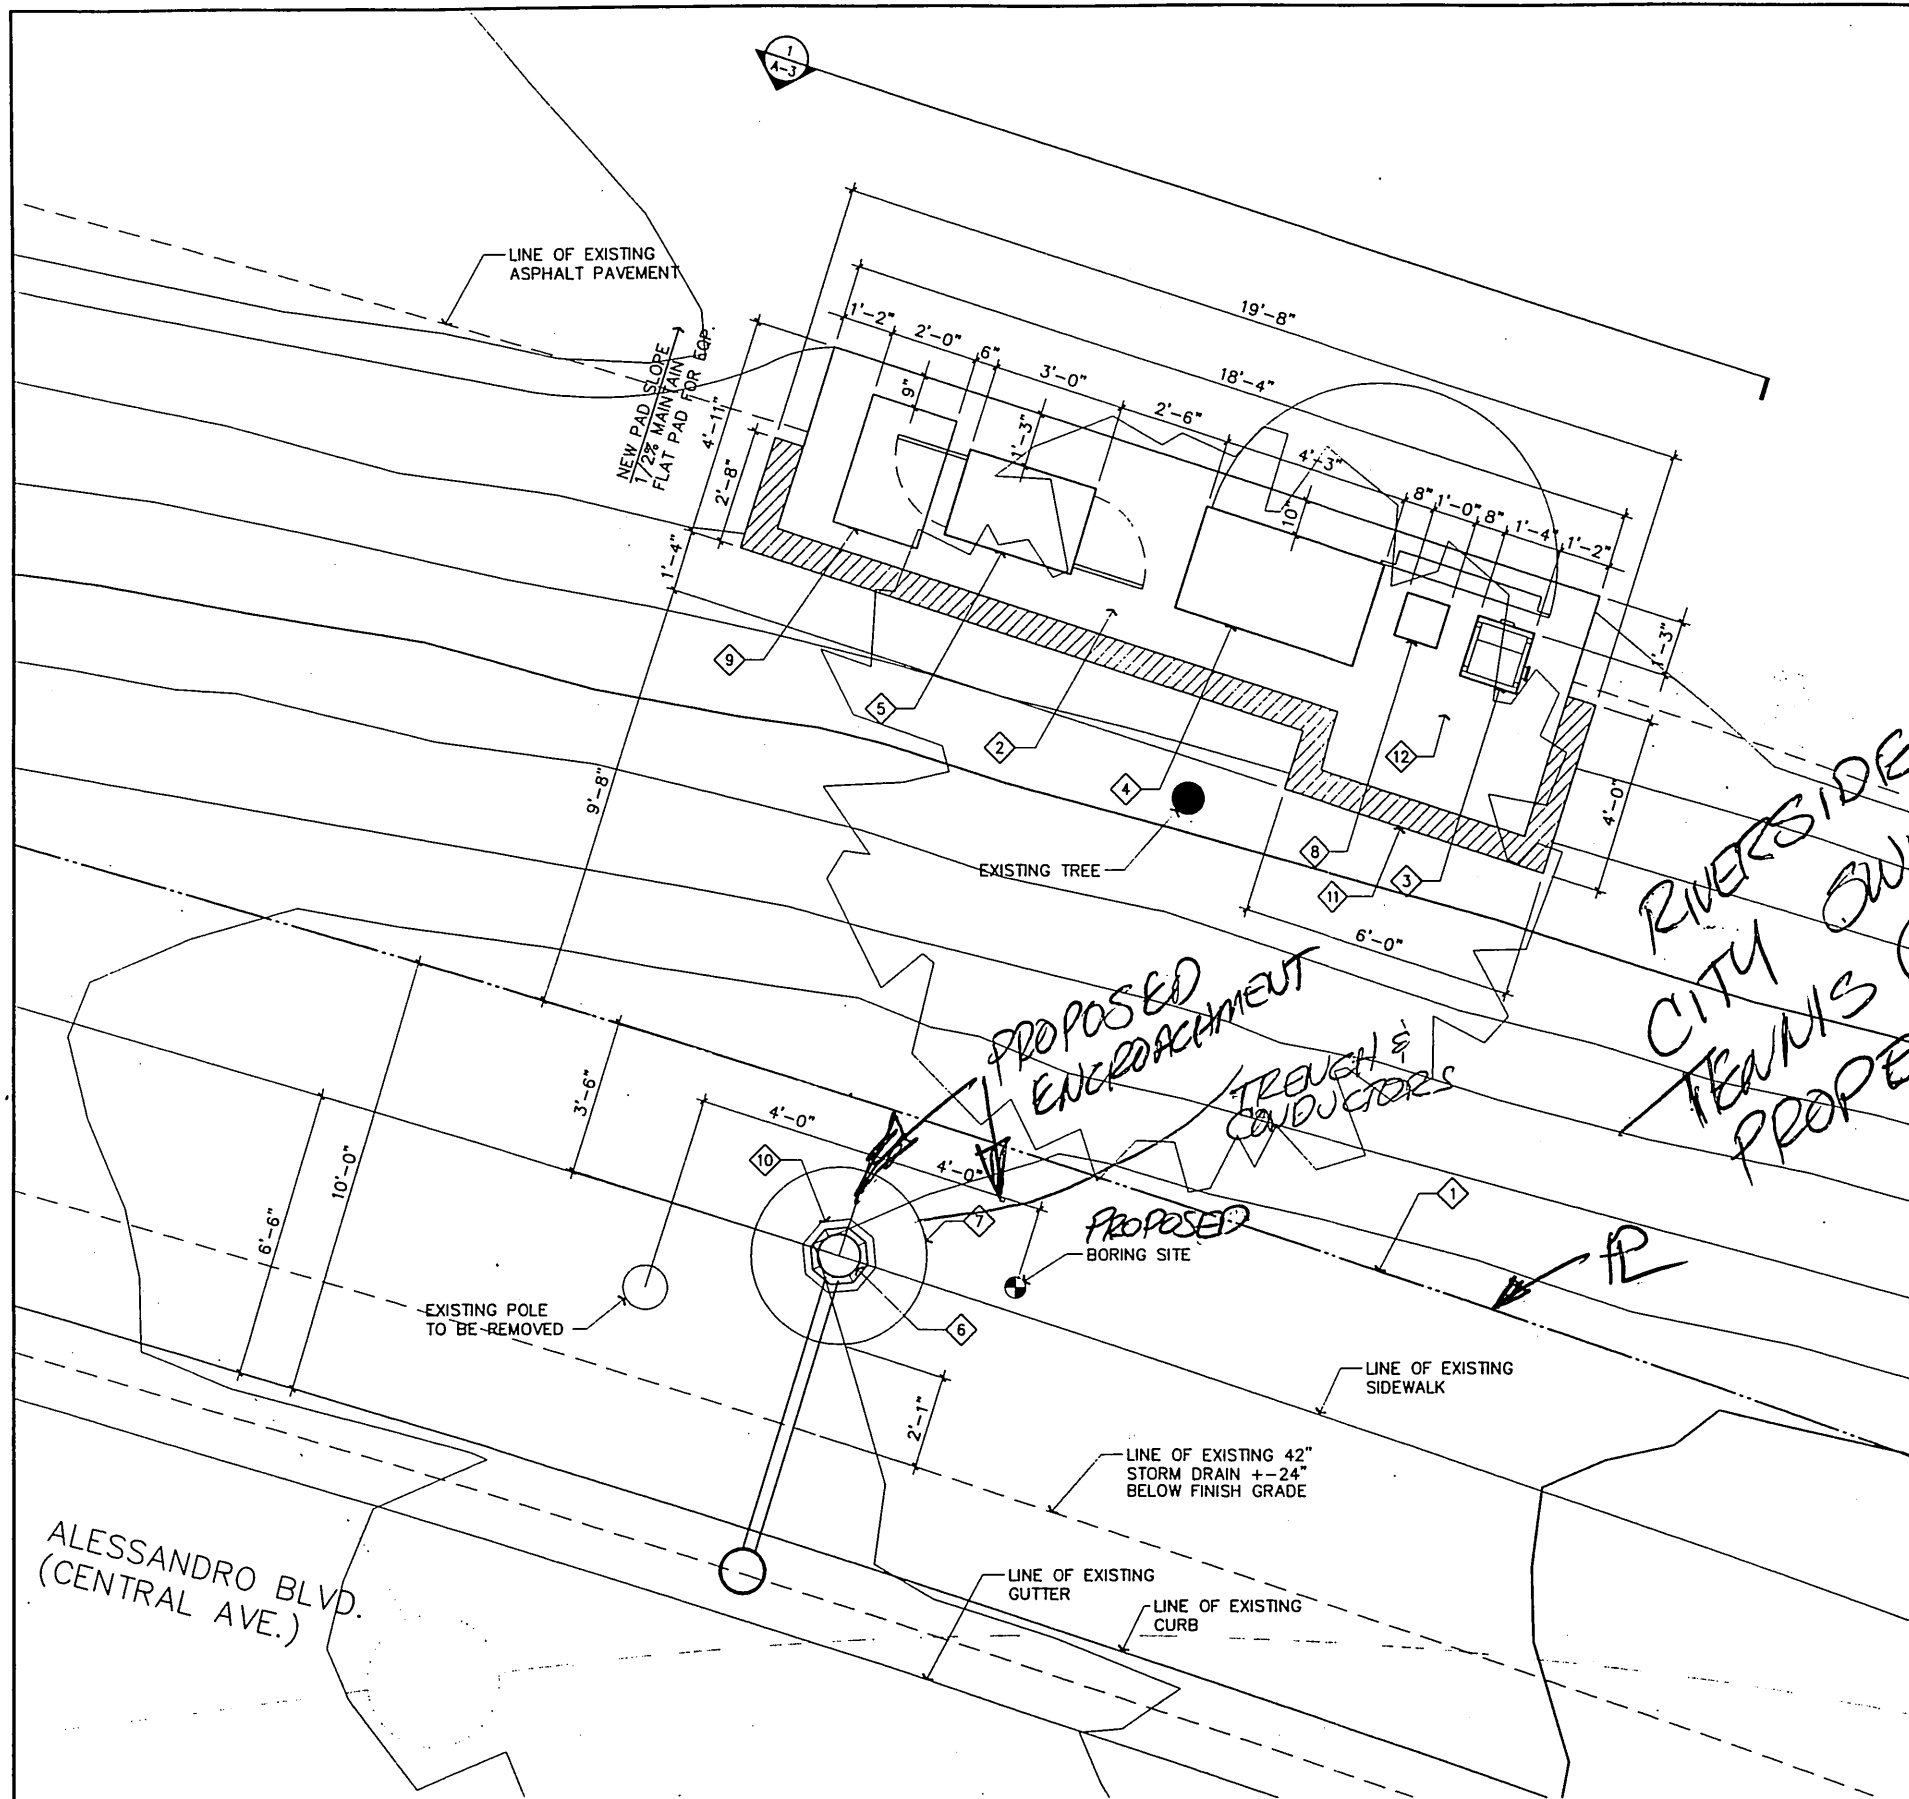 1
A-3
LINE OF EXISTING
ASPHALT PAVEMENT
NEW PAD SLOPE
1/2% MAINTAIN
FLAT PAD FOR EQP.
19'-8"
18'-4"
1'-2"
2'-0"
6"
3'-0"
2'-6"
4'-3"
8"
1'-0"
8"
1'-4"
1'-2"
9"
1'-3"
10"
4'-11"
2'-8"
1'-4"
1'-3"
4'-0"
9'-8"
9
5
2
4
12
8
11
3
EXISTING TREE
6'-0"
RIVERSIDE
CITY
TENNIS
PROPOSED
ENCROACHMENT
TRENCH &
CONDUCTORS
3'-6"
4'-0"
4'-0"
10'-0"
6'-6"
10
7
1
6
PROPOSED
BORING SITE
PL
EXISTING POLE
TO BE REMOVED
2'-1"
LINE OF EXISTING
SIDEWALK
LINE OF EXISTING 42"
STORM DRAIN +-24"
BELOW FINISH GRADE
LINE OF EXISTING
GUTTER
LINE OF EXISTING
CURB
ALESSANDRO BLVD.
(CENTRAL AVE.)